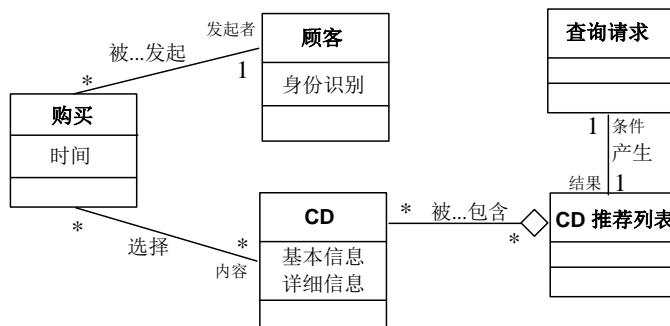 发起者
顾客
身份识别
查询请求
被...发起
*
1
购买
时间
1
条件
产生
结果
1
*
选择
*
内容
CD
基本信息
详细信息
*
被...包含
*
CD 推荐列表